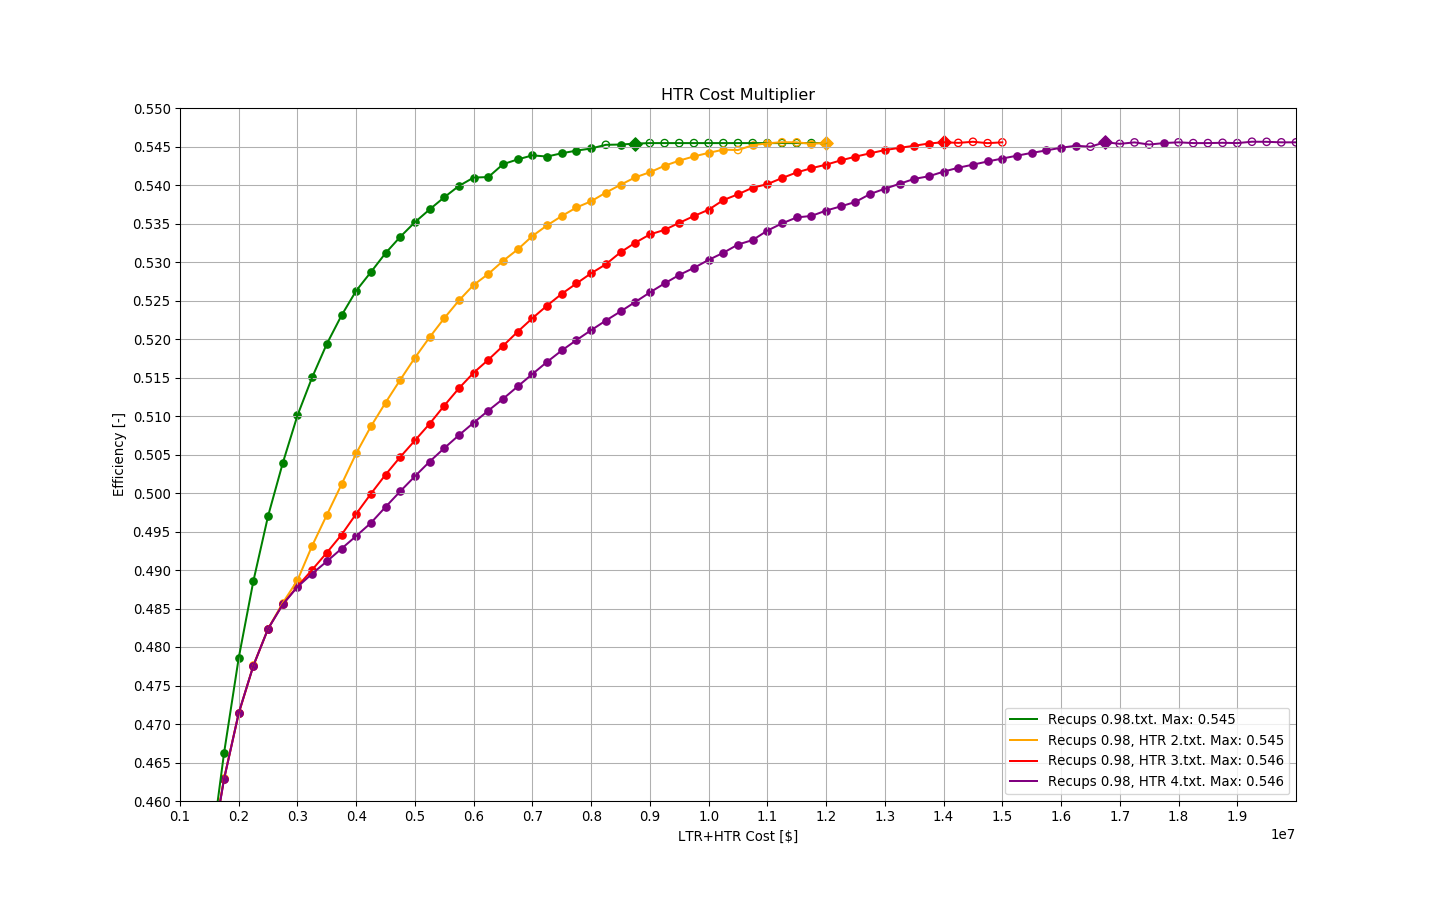 HTR Cost Multiplier
0.550
0.545
0.540
0.535
0.530
0.525
0.520
0.515
0.510
0.505
0.500
0.495
0.490
0.485
0.480
0.475
0.470
0.465
0.460
Efficiency [-]
Recups 0.98.txt. Max: 0.545
Recups 0.98, HTR 2.txt. Max: 0.545
Recups 0.98, HTR 3.txt. Max: 0.546
Recups 0.98, HTR 4.txt. Max: 0.546
0.1 0.2 0.3 0.4 0.5 0.6 0.7 0.8 0.9 1.0 1.1 1.2 1.3 1.4 1.5 1.6 1.7 1.8 1.9
1e7
LTR+HTR Cost [$]